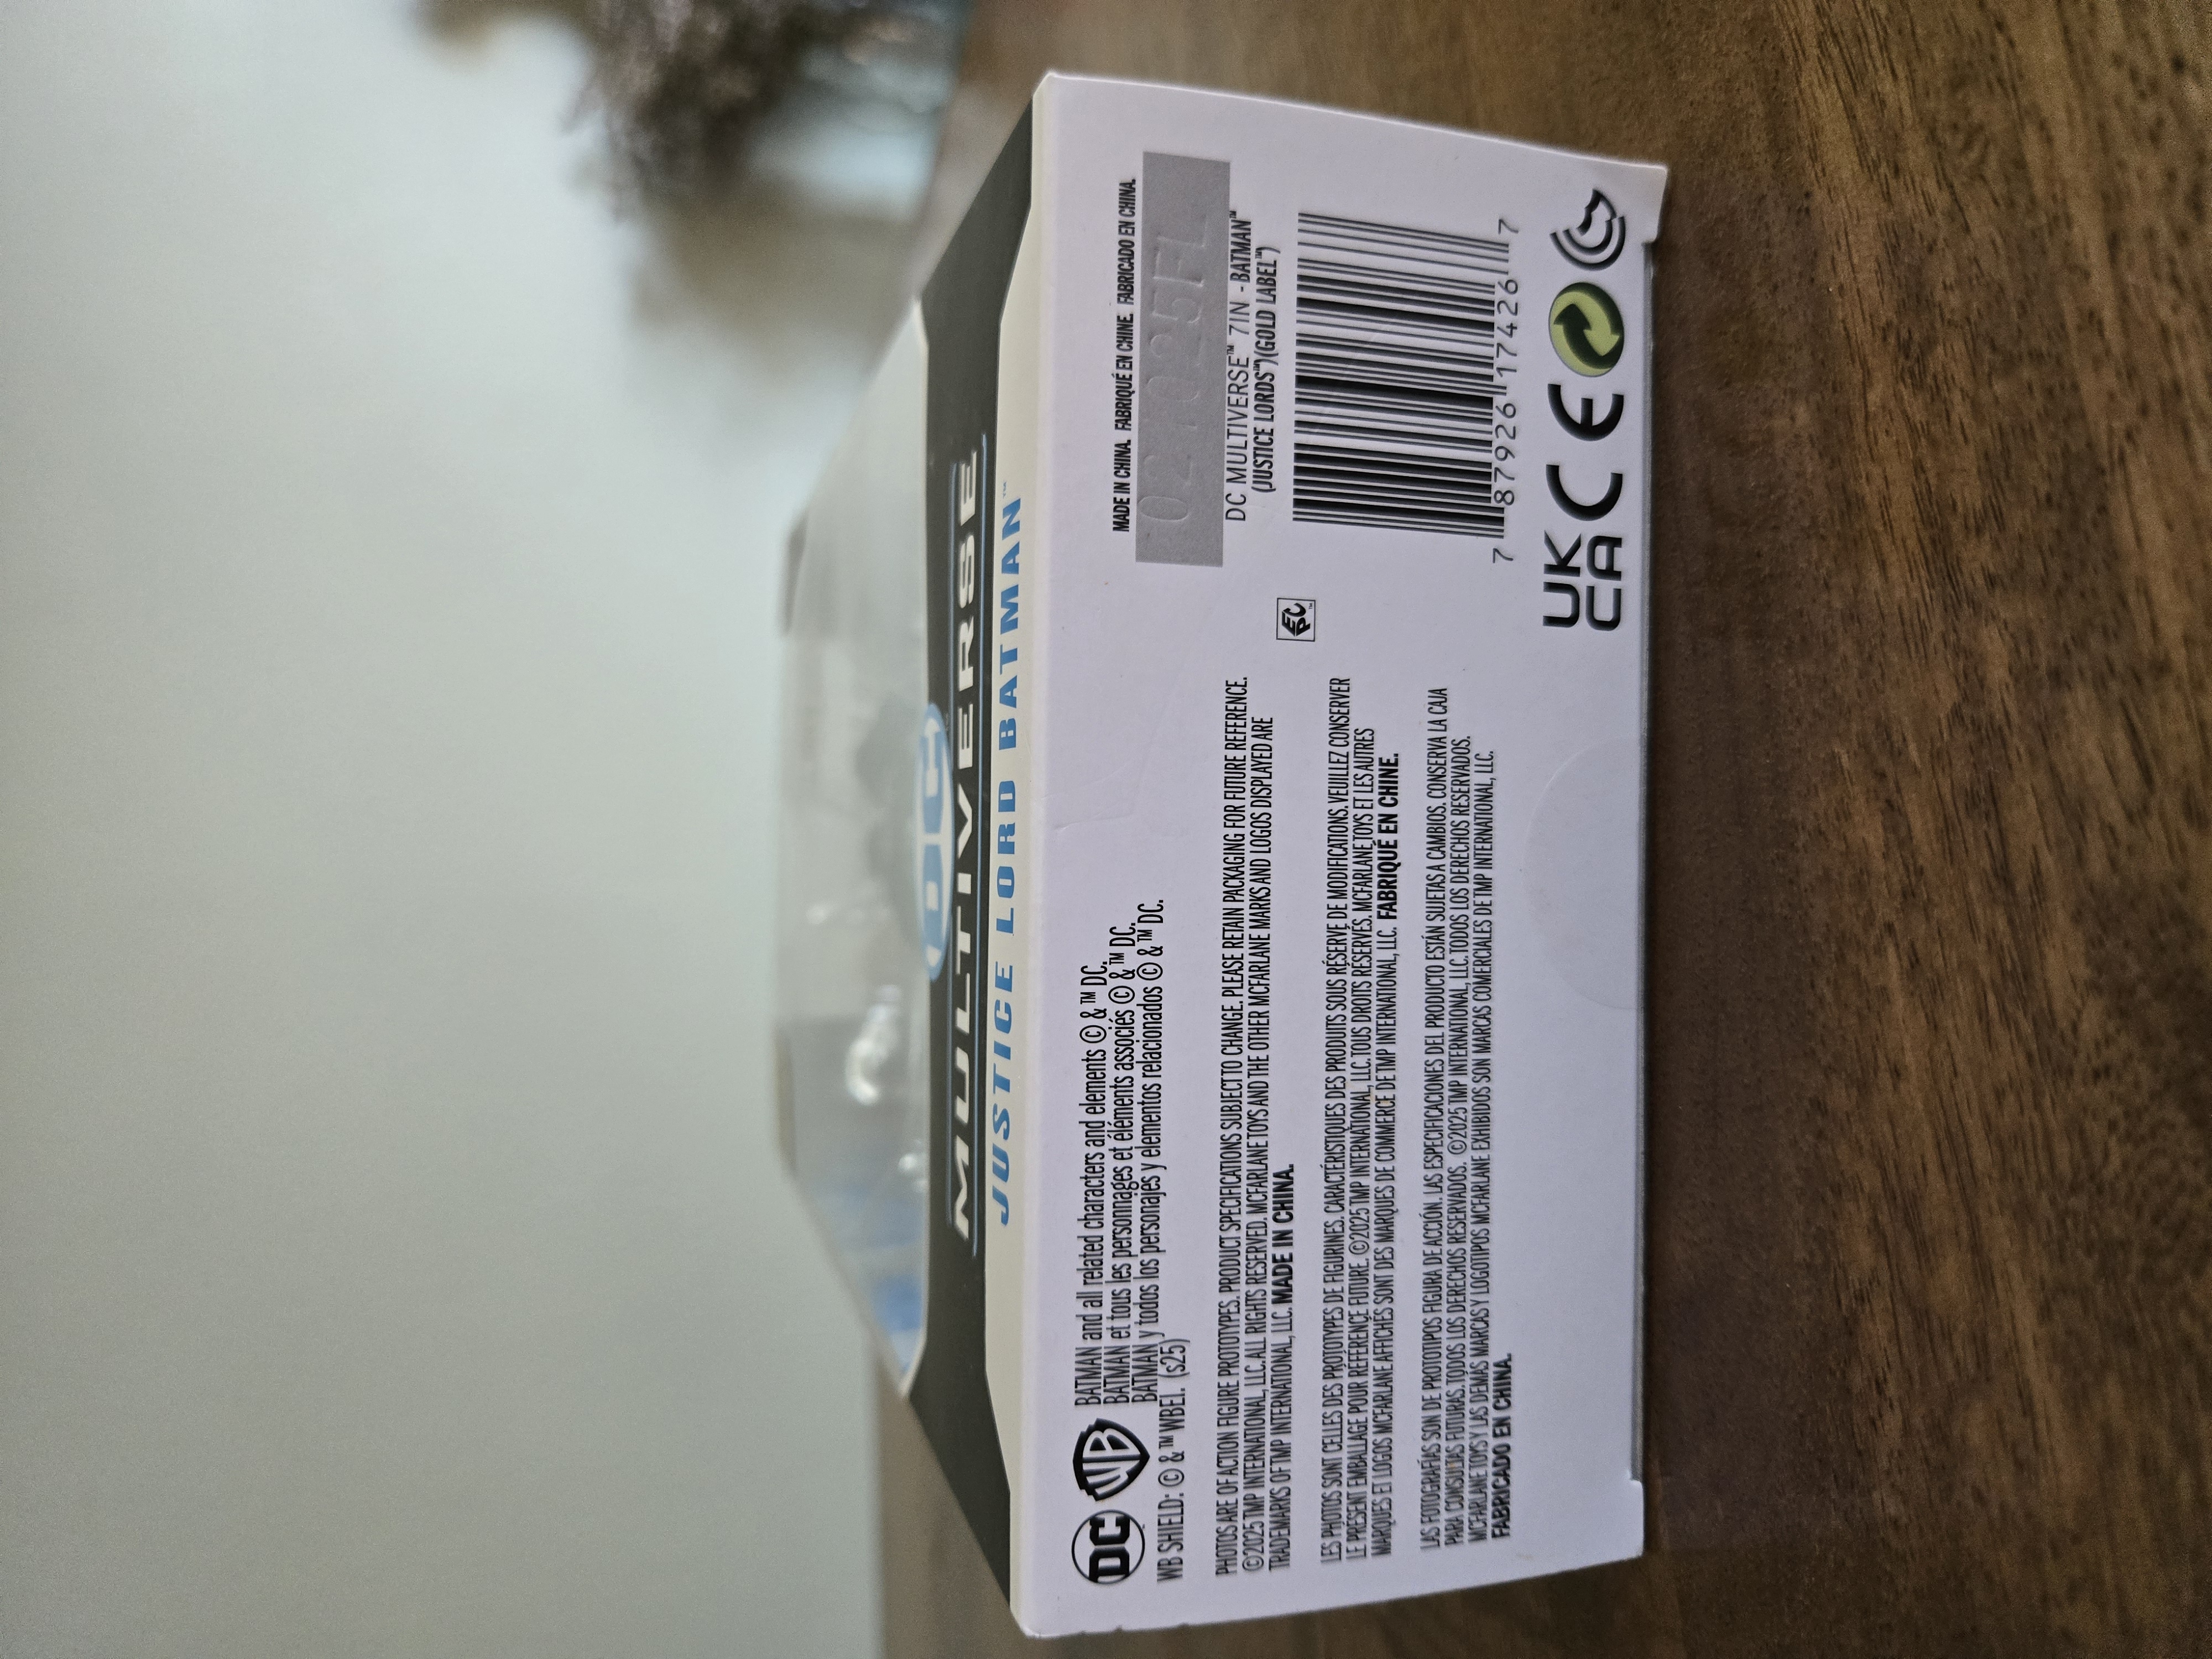 DC
MULTIVERSE
JUSTICE LORD BATMAN™
DC WB BATMAN and all related characters and elements © & ™ DC.
BATMAN et tous les personnages et éléments associés © & ™ DC.
BATMAN y todos los personajes y elementos relacionados © & ™ DC.
WB SHIELD: © & ™ WBEI. (s25)
PHOTOS ARE OF ACTION FIGURE PROTOTYPES. PRODUCT SPECIFICATIONS SUBJECT TO CHANGE. PLEASE RETAIN PACKAGING FOR FUTURE REFERENCE.
©2025 TMP INTERNATIONAL, LLC. ALL RIGHTS RESERVED. MCFARLANE TOYS AND THE OTHER MCFARLANE MARKS AND LOGOS DISPLAYED ARE
TRADEMARKS OF TMP INTERNATIONAL, LLC. MADE IN CHINA.
LES PHOTOS SONT CELLES DES PROTOTYPES DE FIGURINES. CARACTÉRISTIQUES DES PRODUITS SOUS RÉSERVE DE MODIFICATIONS. VEUILLEZ CONSERVER
LE PRÉSENT EMBALLAGE POUR RÉFÉRENCE FUTURE. ©2025 TMP INTERNATIONAL, LLC. TOUS DROITS RÉSERVÉS. MCFARLANE TOYS ET LES AUTRES
MARQUES ET LOGOS MCFARLANE AFFICHÉS SONT DES MARQUES DE COMMERCE DE TMP INTERNATIONAL, LLC. FABRIQUÉ EN CHINE.
LAS FOTOGRAFÍAS SON DE PROTOTIPOS FIGURA DE ACCIÓN. LAS ESPECIFICACIONES DEL PRODUCTO ESTÁN SUJETAS A CAMBIOS. CONSERVA LA CAJA
PARA CONSULTAS FUTURAS. TODOS LOS DERECHOS RESERVADOS. ©2025 TMP INTERNATIONAL, LLC. TODOS LOS DERECHOS RESERVADOS.
MCFARLANE TOYS Y LAS DEMÁS MARCAS Y LOGOTIPOS MCFARLANE EXHIBIDOS SON MARCAS COMERCIALES DE TMP INTERNATIONAL, LLC.
FABRICADO EN CHINA.
MADE IN CHINA. FABRIQUÉ EN CHINE. FABRICADO EN CHINA.
DC MULTIVERSE™ 7IN - BATMAN™
(JUSTICE LORDS™)(GOLD LABEL™)
7 87926 17426 7
UK
CA CE